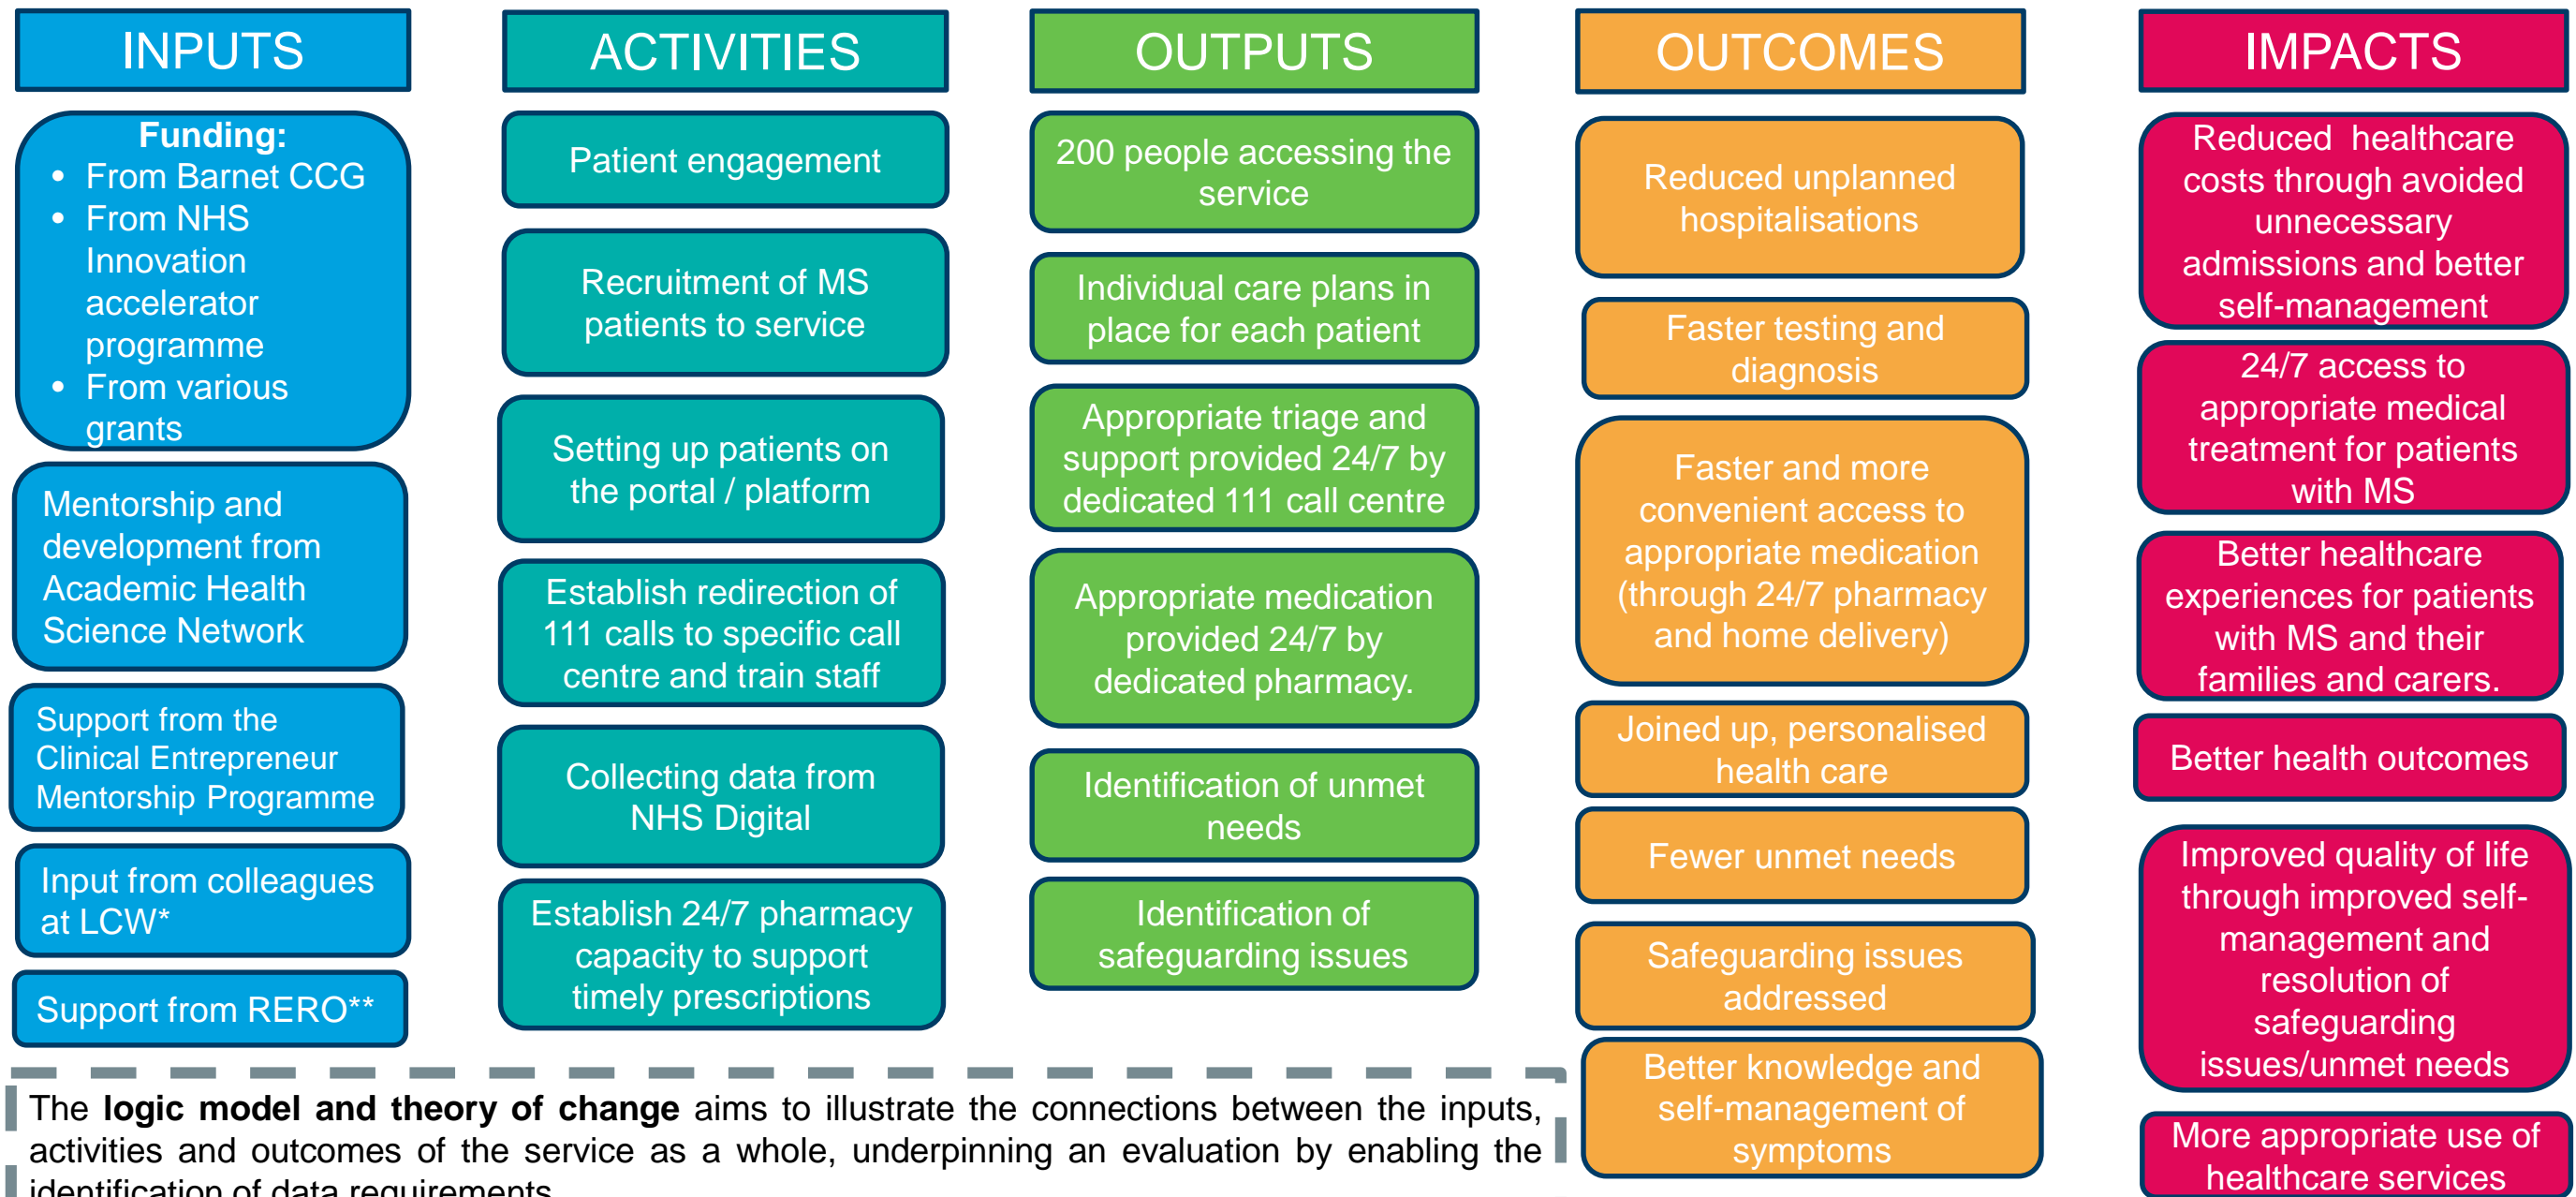 INPUTS
Funding:
• From Barnet CCG
• From NHS
Innovation
accelerator
programme
• From various
grants
Mentorship and
development from
Academic Health
Science Network
Support from the
Clinical Entrepreneur
Mentorship Programme
Input from colleagues
at LCW*
Support from RERO**
ACTIVITIES
Patient engagement
Recruitment of MS
patients to service
Setting up patients on
the portal / platform
Establish redirection of
111 calls to specific call
centre and train staff
Collecting data from
NHS Digital
Establish 24/7 pharmacy
capacity to support
timely prescriptions
OUTPUTS
200 people accessing the
service
Individual care plans in
place for each patient
Appropriate triage and
support provided 24/7 by
dedicated 111 call centre
Appropriate medication
provided 24/7 by
dedicated pharmacy.
Identification of unmet
needs
Identification of
safeguarding issues
OUTCOMES
Reduced unplanned
hospitalisations
Faster testing and
diagnosis
Faster and more
convenient access to
appropriate medication
(through 24/7 pharmacy
and home delivery)
Joined up, personalised
health care
Fewer unmet needs
Safeguarding issues
addressed
Better knowledge and
self-management of
symptoms
IMPACTS
Reduced healthcare
costs through avoided
unnecessary
admissions and better
self-management
24/7 access to
appropriate medical
treatment for patients
with MS
Better healthcare
experiences for patients
with MS and their
families and carers.
Better health outcomes
Improved quality of life
through improved self-
management and
resolution of
safeguarding
issues/unmet needs
More appropriate use of
healthcare services
The logic model and theory of change aims to illustrate the connections between the inputs,
activities and outcomes of the service as a whole, underpinning an evaluation by enabling the
identification of data requirements